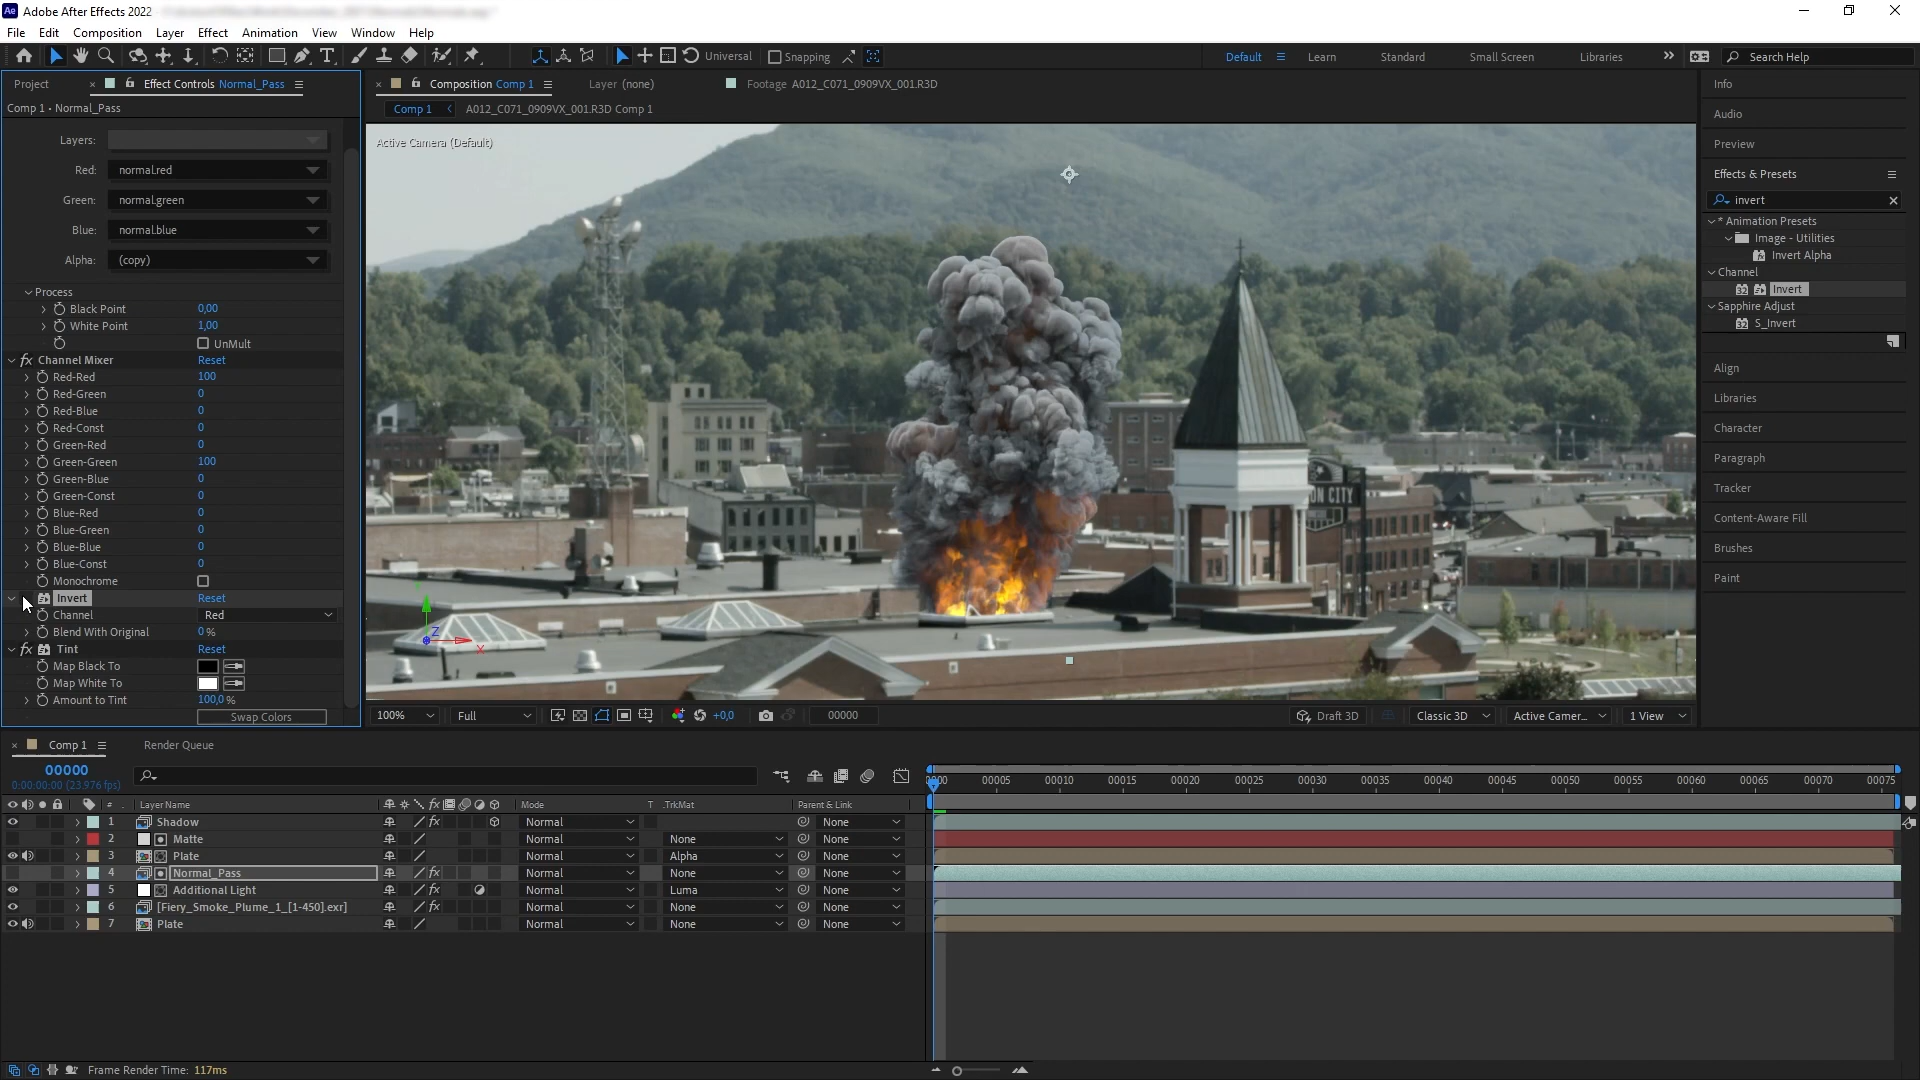 Ae Adobe After Effects 2022
File Edit Composition Layer Effect Animation View Window Help
Universal Snapping Default Learn Standard Small Screen Libraries Search Help
Project Effect Controls Normal_Pass Composition Comp 1 Layer (none) Footage A012_C071_0909VX_001.R3D Info
Comp 1 • Normal_Pass Comp 1 A012_C071_0909VX_001.R3D Comp 1 Audio
Active Camera (Default)
Layers: Preview
Red: normal.red Effects & Presets
Green: normal.green invert
* Animation Presets
Blue: normal.blue Image - Utilities
Alpha: (copy) Invert Alpha
Channel
Process Invert
Black Point 0,00 Sapphire Adjust
White Point 1,00 S_Invert
UnMult
Channel Mixer Reset Align
Red-Red 100
Red-Green 0 Libraries
Red-Blue 0
Red-Const 0 Character
Green-Red 0
Green-Green 100 Paragraph
Green-Blue 0 Tracker
Green-Const 0
Blue-Red 0 Content-Aware Fill
Blue-Green 0
Blue-Blue 0 Brushes
Blue-Const 0
Monochrome Paint
Invert Reset
Channel Red
Blend With Original 0 %
Tint Reset
Map Black To
Map White To
Amount to Tint 100,0 %
Swap Colors
ON CITY
Z
X
100% Full +0,0 00000 Draft 3D Classic 3D Active Camer... 1 View
Comp 1 Render Queue
00000
0:00:00:00 (23.976 fps)
00005 00010 00015 00020 00025 00030 00035 00040 00045 00050 00055 00060 00065 00070 00075
# Layer Name Mode T .TrkMat Parent & Link
1 Shadow Normal None
2 Matte Normal None None
3 Plate Normal Alpha None
4 Normal_Pass Normal None None
5 Additional Light Normal Luma None
6 [Fiery_Smoke_Plume_1_[1-450].exr] Normal None None
7 Plate Normal None None
Frame Render Time: 117ms